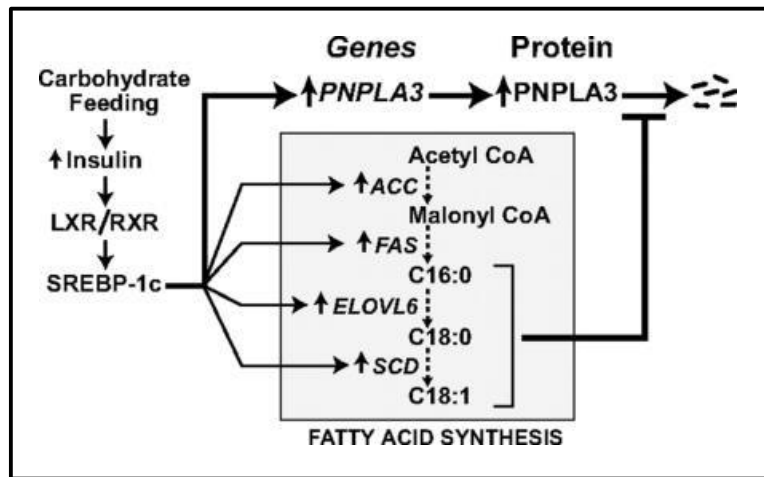 Genes Protein
Carbohydrate
Feeding
↑Insulin
LXR/RXR
SREBP-1c
↑PNPLA3 ↑PNPLA3
Acetyl CoA
↑ACC
Malonyl CoA
↑FAS
C16:0
↑ELOVL6
C18:0
↑SCD
C18:1
FATTY ACID SYNTHESIS